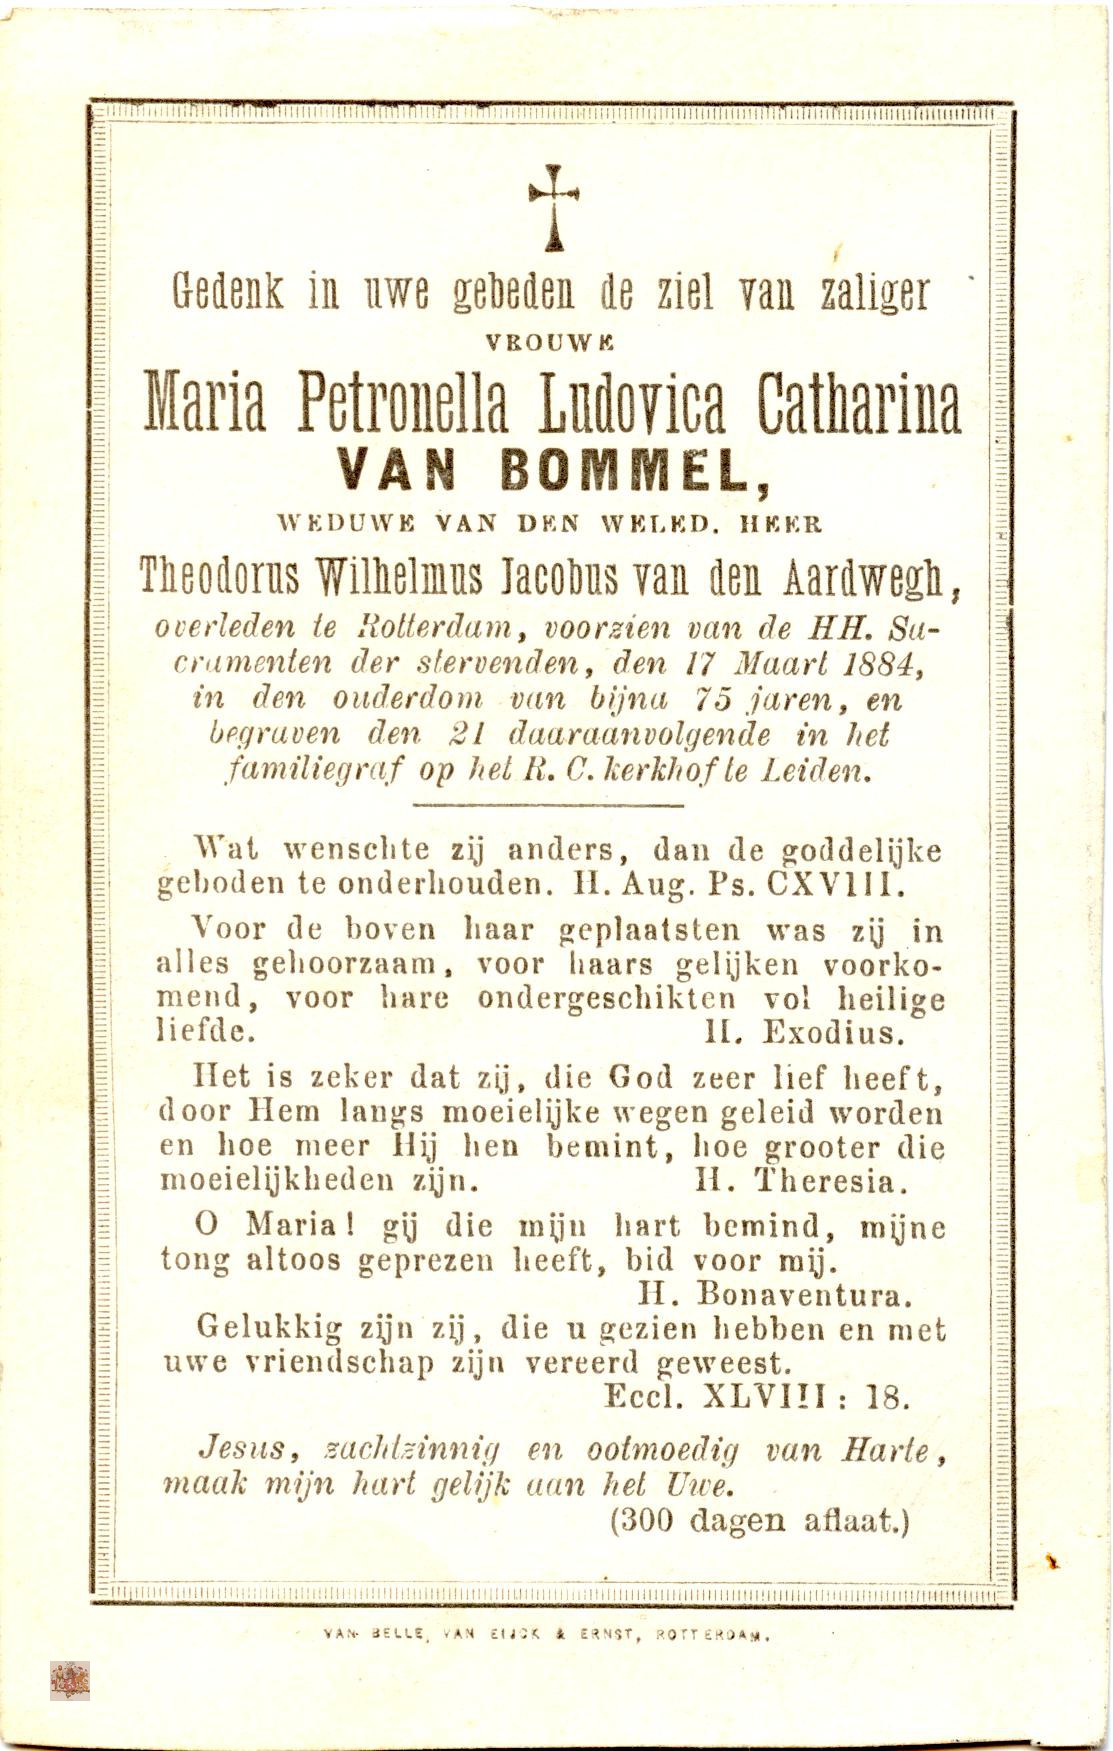 Gedenk in uwe gebeden de ziel van zaliger
VROUWE
Maria Petronella Ludovica Catharina
VAN BOMMEL,
WEDUWE VAN DEN WELED. HEER
Theodorus Wilhelmus Jacobus van den Aardwegh,
overleden te Rotterdam, voorzien van de HH. Sa-
cramenten der stervenden, den 17 Maart 1884,
in den ouderdom van bijna 75 jaren, en
begraven den 21 daaraanvolgende in het
familiegraf op het R. C. kerkhof te Leiden.
Wat wenschte zij anders, dan de goddelijke
geboden te onderhouden. H. Aug. Ps. CXVIII.
Voor de boven haar geplaatsten was zij in
alles gehoorzaam, voor haars gelijken voorko-
mend, voor hare ondergeschikten vol heilige
liefde. H. Exodius.
Het is zeker dat zij, die God zeer lief heeft,
door Hem langs moeielijke wegen geleid worden
en hoe meer Hij hen bemint, hoe grooter die
moeielijkheden zijn. H. Theresia.
O Maria! gij die mijn hart bemind, mijne
tong altoos geprezen heeft, bid voor mij.
H. Bonaventura.
Gelukkig zijn zij, die u gezien hebben en met
uwe vriendschap zijn vereerd geweest.
Eccl. XLVIII: 18.
Jesus, zachtzinnig en ootmoedig van Harte,
maak mijn hart gelijk aan het Uwe.
(300 dagen aflaat.)
VAN BELLE, VAN EIJCK & ERNST, ROTTERDAM.